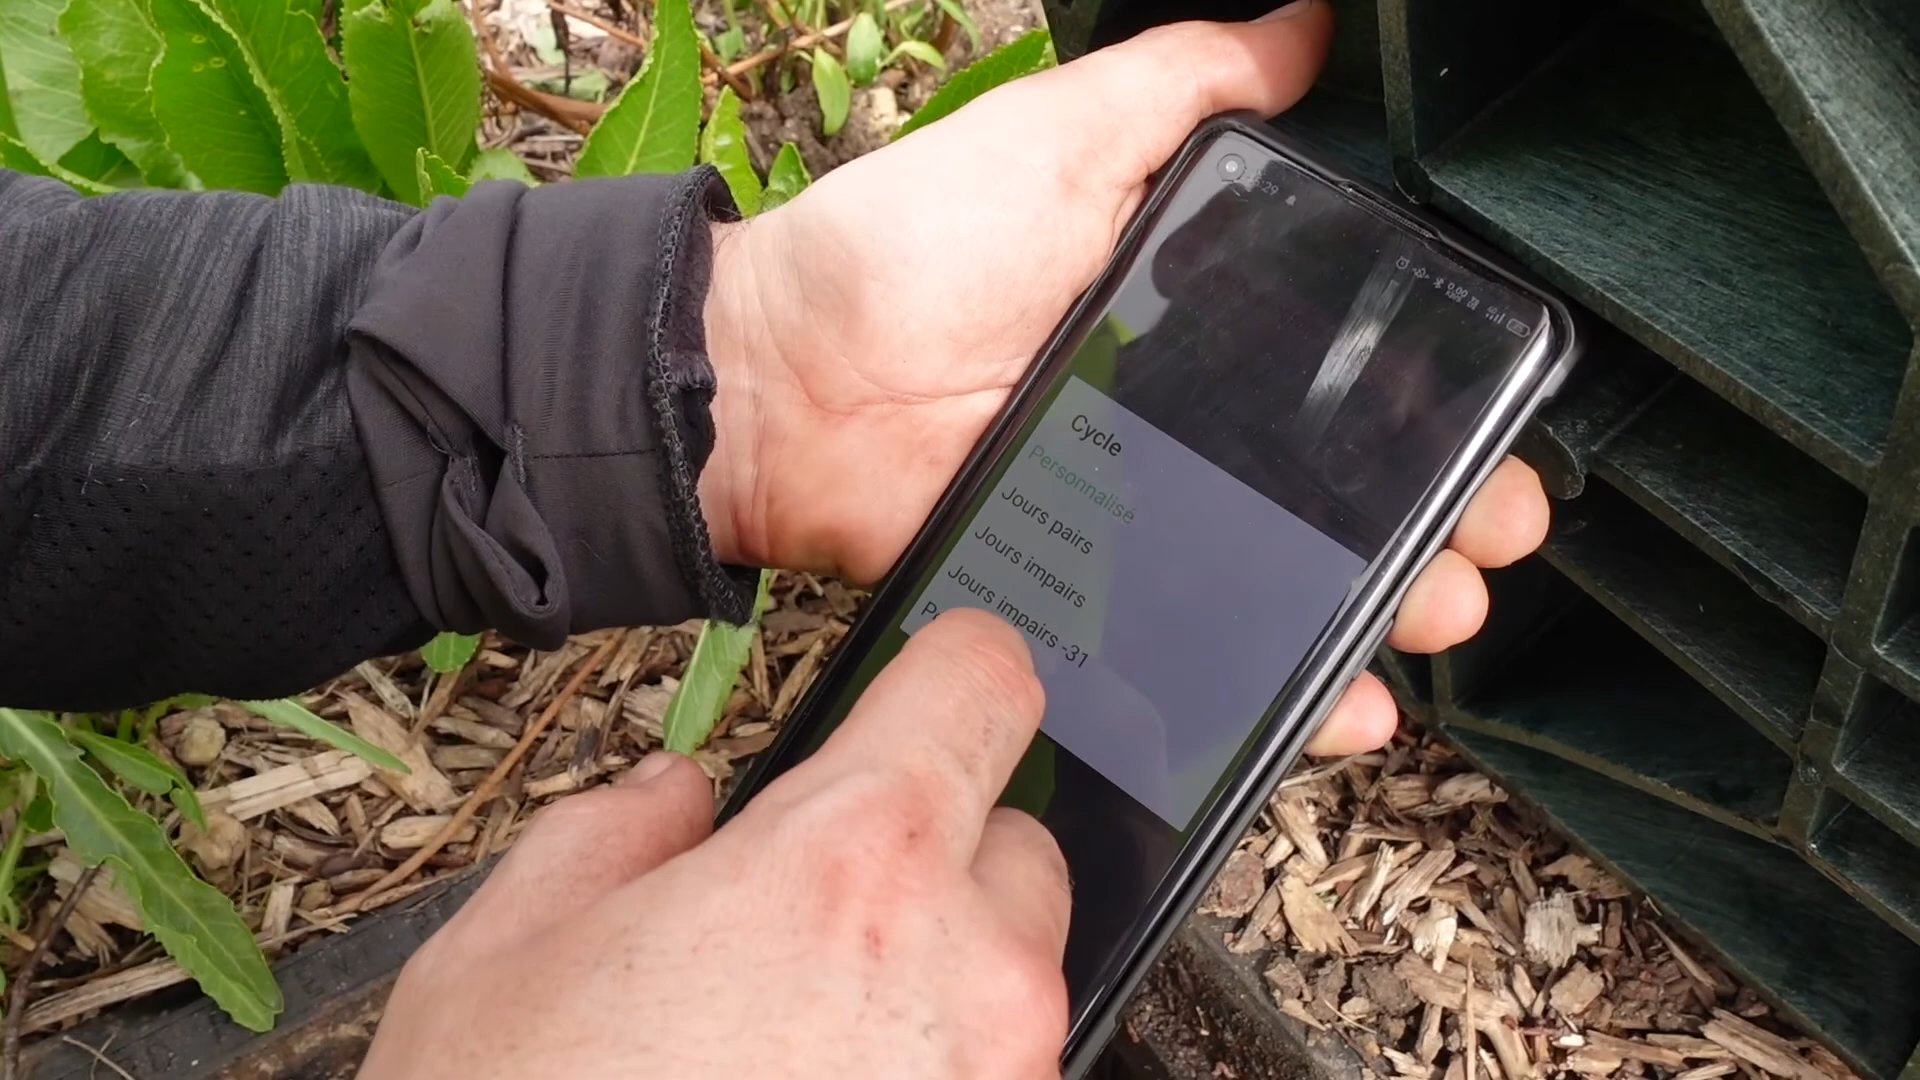 Cycle
Personnalisé
Jours pairs
Jours impairs
Jours impairs -31